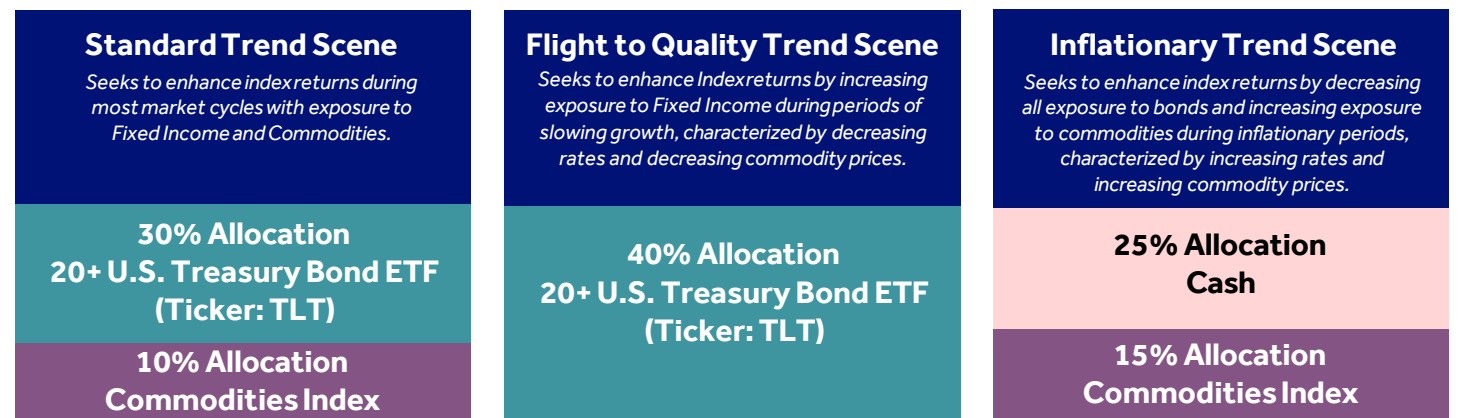 Standard Trend Scene
Seeks to enhance index returns during
most market cycles with exposure to
Fixed Income and Commodities.
30% Allocation
20+ U.S. Treasury Bond ETF
(Ticker: TLT)
10% Allocation
Commodities Index
Flight to Quality Trend Scene
Seeks to enhance Index returns by increasing
exposure to Fixed Income during periods of
slowing growth, characterized by decreasing
rates and decreasing commodity prices.
40% Allocation
20+ U.S. Treasury Bond ETF
(Ticker: TLT)
Inflationary Trend Scene
Seeks to enhance index returns by decreasing
all exposure to bonds and increasing exposure
to commodities during inflationary periods,
characterized by increasing rates and
increasing commodity prices.
25% Allocation
Cash
15% Allocation
Commodities Index